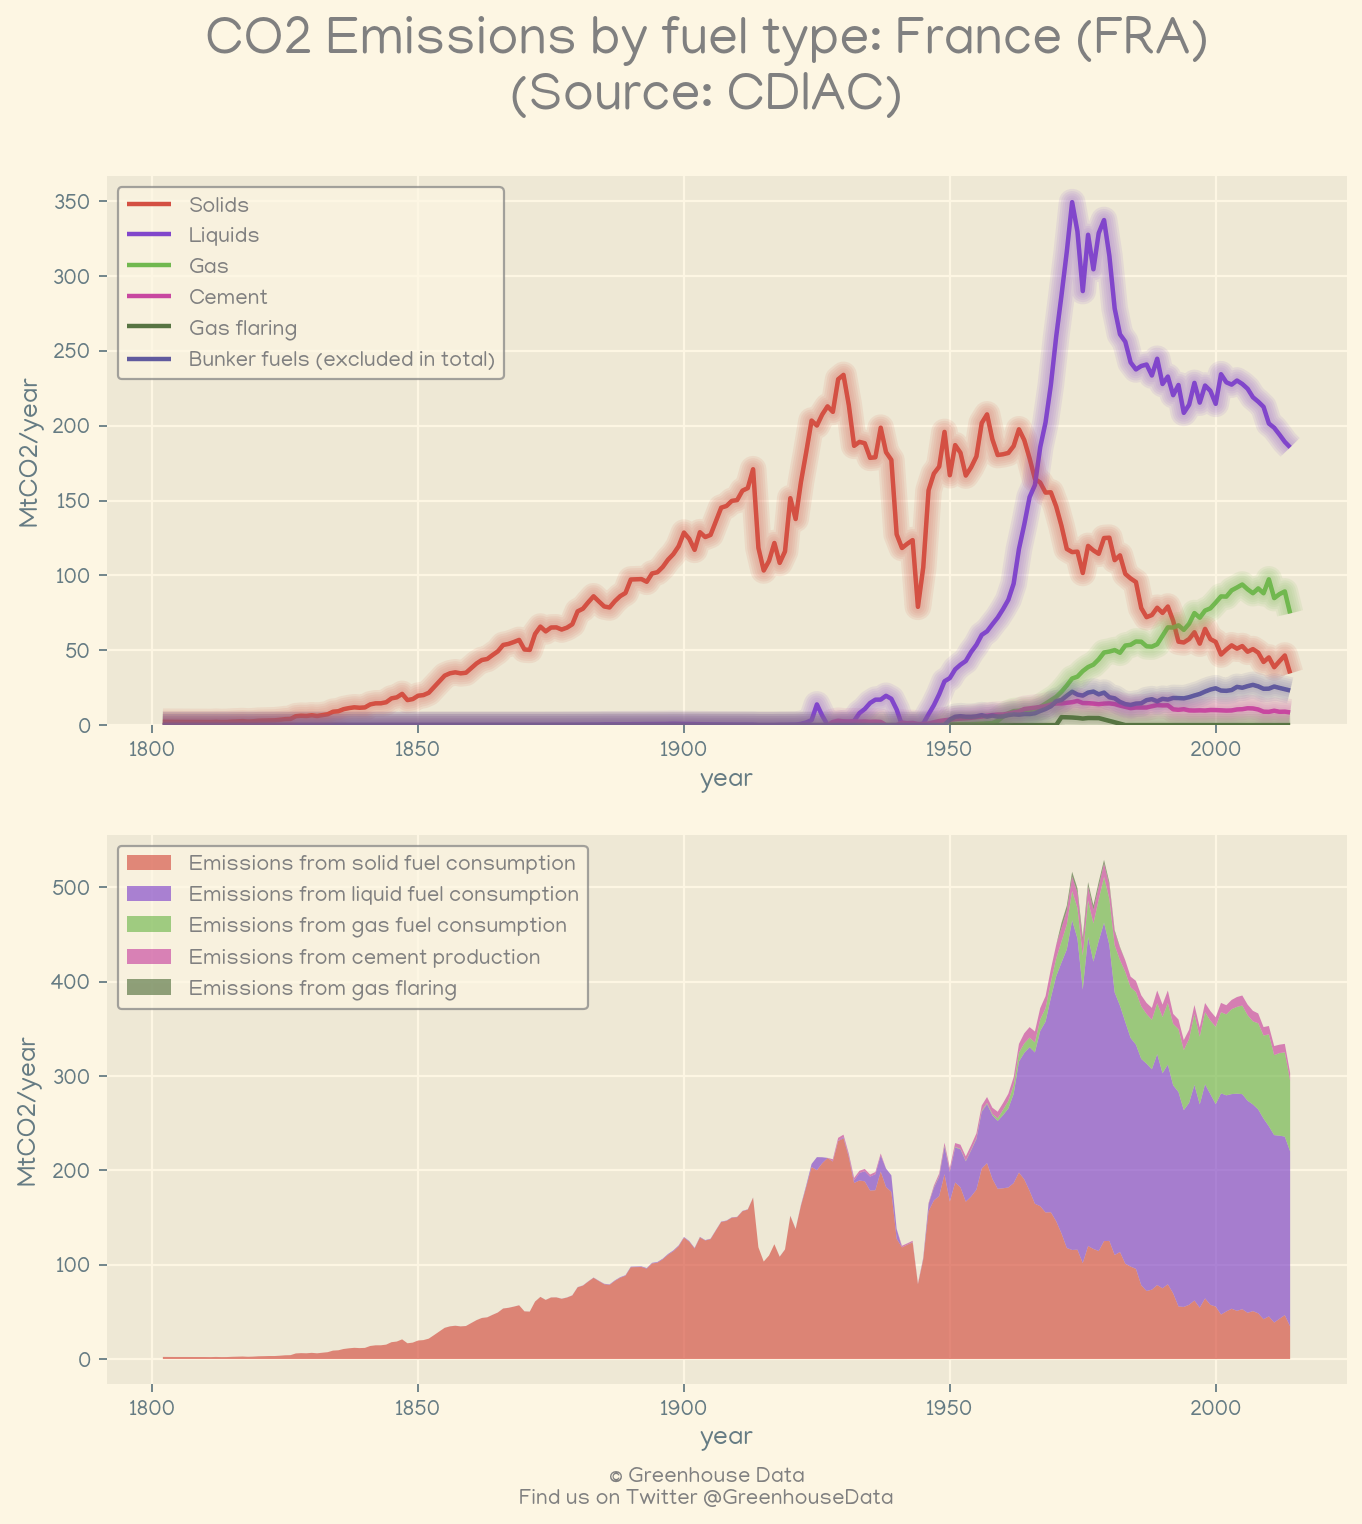 CO2 Emissions by fuel type: France (FRA)
(Source: CDIAC)
MtCO2/year
350
300
250
200
150
100
50
0
Solids
Liquids
Gas
Cement
Gas flaring
Bunker fuels (excluded in total)
1800
1850
1900
1950
2000
year
MtCO2/year
500
400
300
200
100
0
Emissions from solid fuel consumption
Emissions from liquid fuel consumption
Emissions from gas fuel consumption
Emissions from cement production
Emissions from gas flaring
1800
1850
1900
1950
2000
year
© Greenhouse Data
Find us on Twitter @GreenhouseData